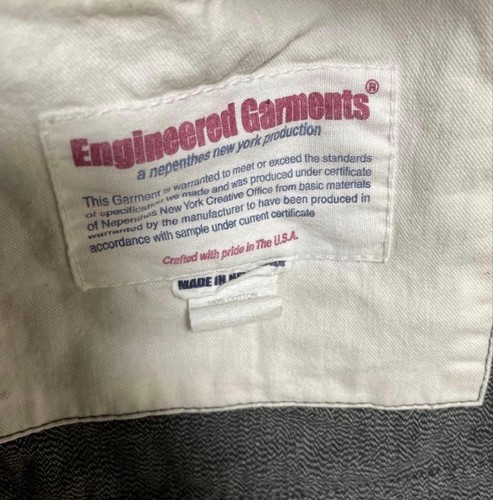 Engineered Garments®
a nepenthes new york production
This Garment is warranted to meet or exceed the standards
of specification we made and was produced under certificate
of Nepenthes New York Creative Office from basic materials
warranted by the manufacturer to have been produced in
accordance with sample under current certificate
Crafted with pride in The U.S.A.
MADE IN
COTTON